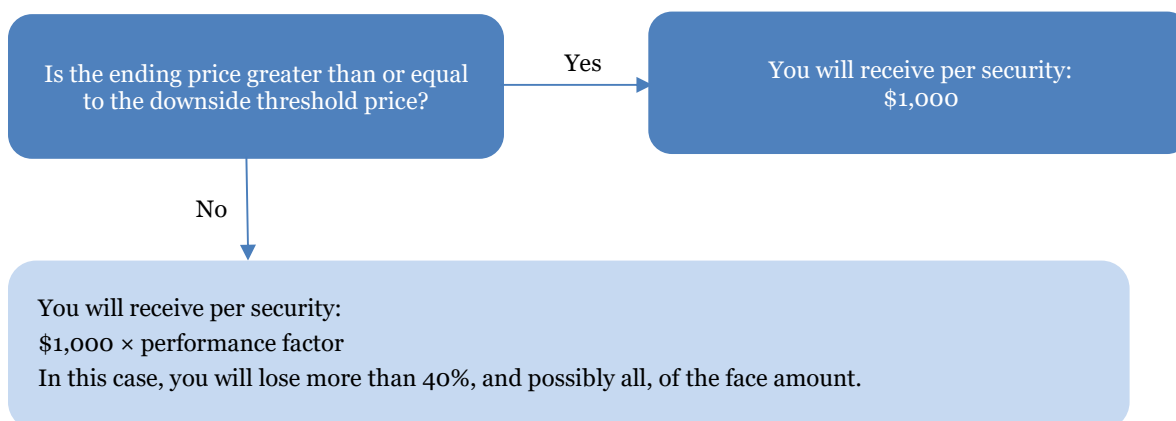 Is the ending price greater than or equal
to the downside threshold price?
Yes
You will receive per security:
$1,000
No
You will receive per security:
$1,000 × performance factor
In this case, you will lose more than 40%, and possibly all, of the face amount.